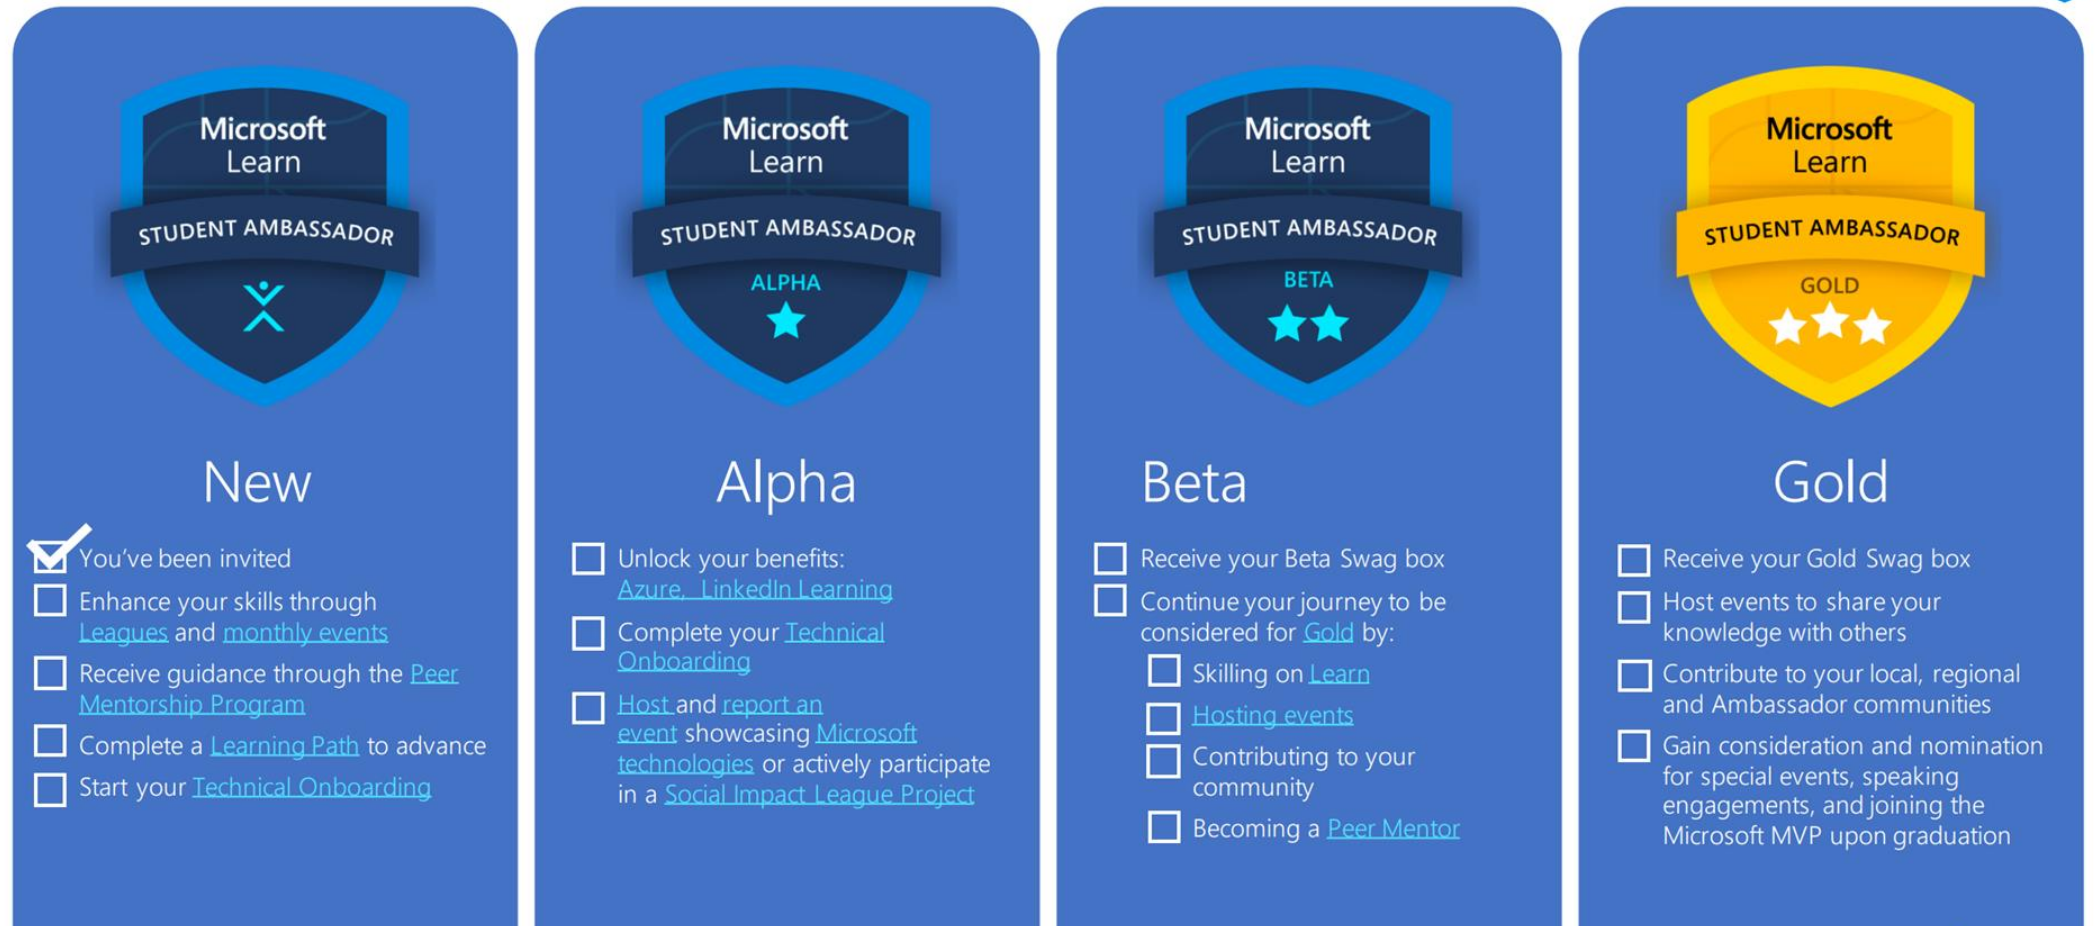 Microsoft
Learn
STUDENT AMBASSADOR
New
You've been invited
Enhance your skills through
Leagues and monthly events
Receive guidance through the Peer
Mentorship Program
Complete a Learning Path to advance
Start your Technical Onboarding
Microsoft
Learn
STUDENT AMBASSADOR
ALPHA
Alpha
Unlock your benefits:
Azure, LinkedIn Learning
Complete your Technical
Onboarding
Host and report an
event showcasing Microsoft
technologies or actively participate
in a Social Impact League Project
Microsoft
Learn
STUDENT AMBASSADOR
BETA
Beta
Receive your Beta Swag box
Continue your journey to be
considered for Gold by:
Skilling on Learn
Hosting events
Contributing to your
community
Becoming a Peer Mentor
Microsoft
Learn
STUDENT AMBASSADOR
GOLD
Gold
Receive your Gold Swag box
Host events to share your
knowledge with others
Contribute to your local, regional
and Ambassador communities
Gain consideration and nomination
for special events, speaking
engagements, and joining the
Microsoft MVP upon graduation